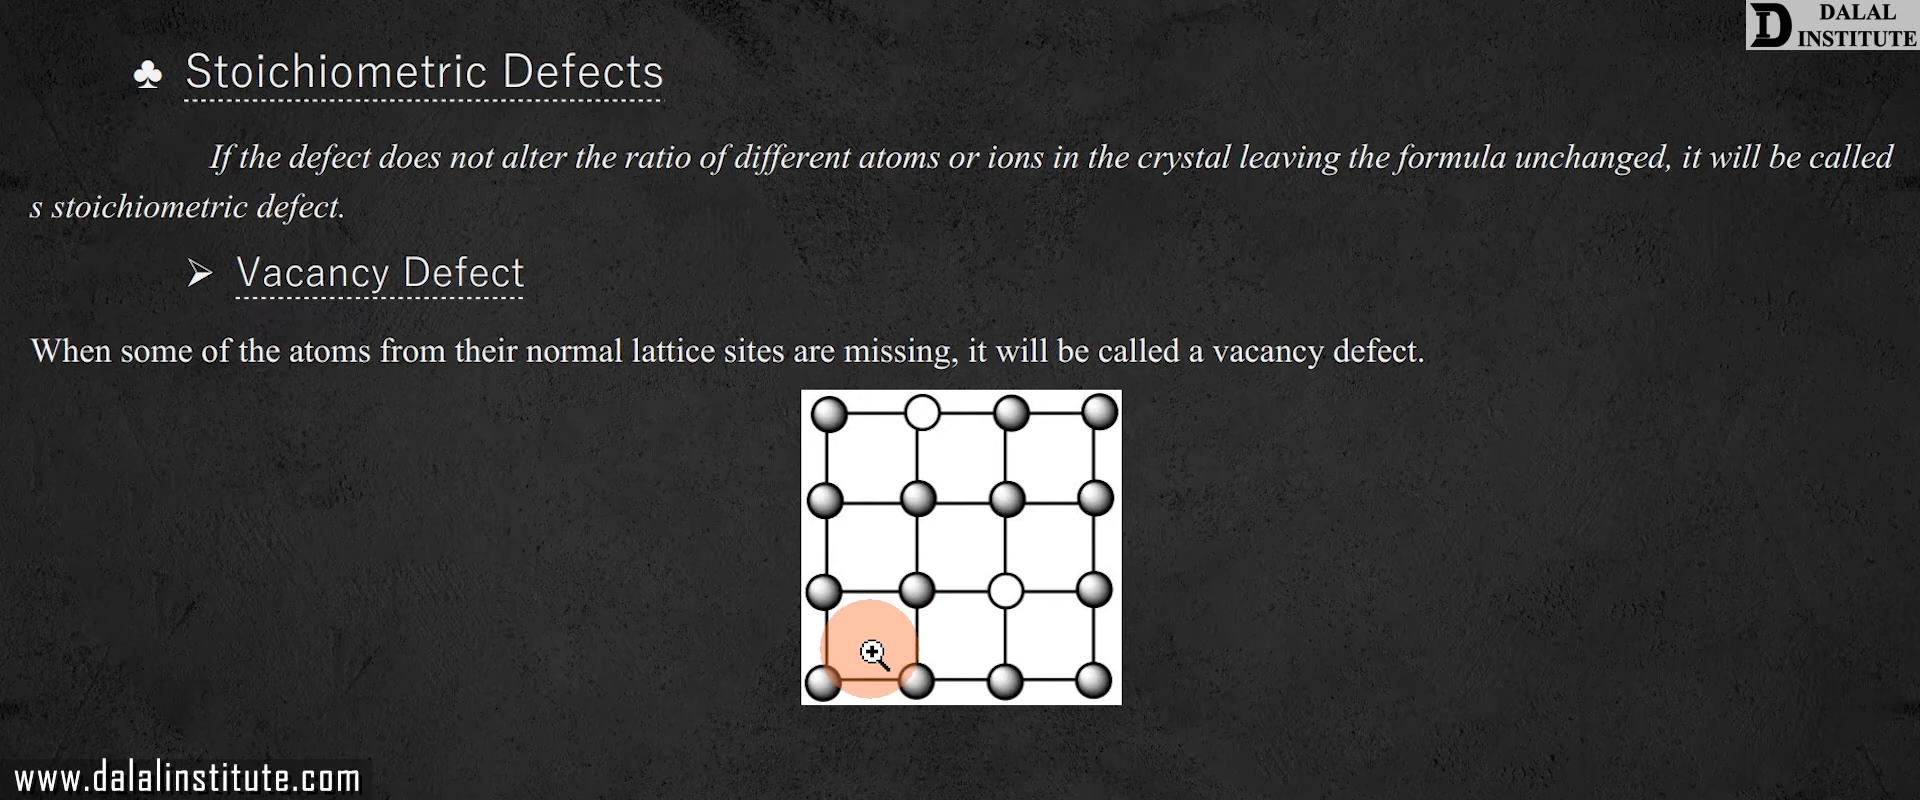 DALAL
INSTITUTE
♣ Stoichiometric Defects
If the defect does not alter the ratio of different atoms or ions in the crystal leaving the formula unchanged, it will be called
s stoichiometric defect.
➢ Vacancy Defect
When some of the atoms from their normal lattice sites are missing, it will be called a vacancy defect.
www.dalalinstitute.com